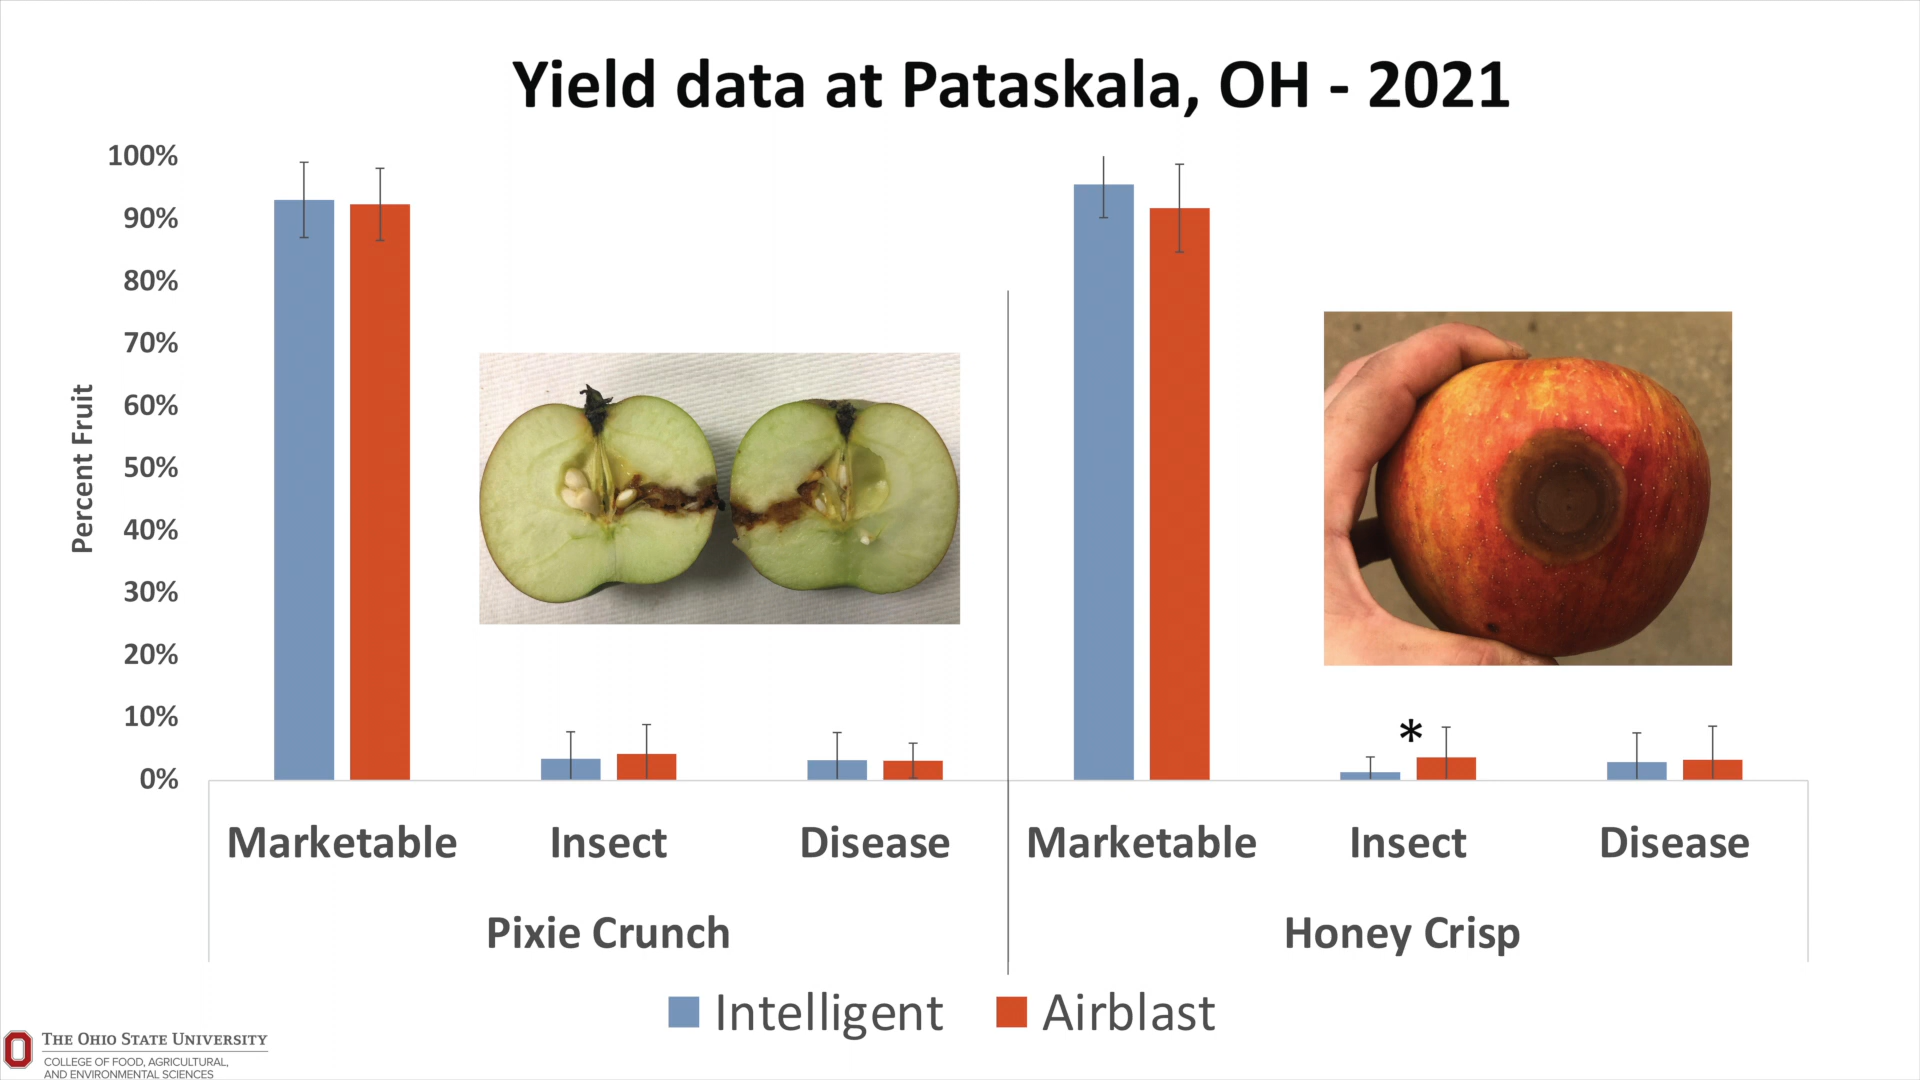 Yield data at Pataskala, OH - 2021
100%
90%
80%
70%
60%
50%
40%
30%
20%
10%
0%
Percent Fruit
*
Marketable Insect Disease Marketable Insect Disease
Pixie Crunch Honey Crisp
Intelligent Airblast
THE OHIO STATE UNIVERSITY
COLLEGE OF FOOD, AGRICULTURAL,
AND ENVIRONMENTAL SCIENCES